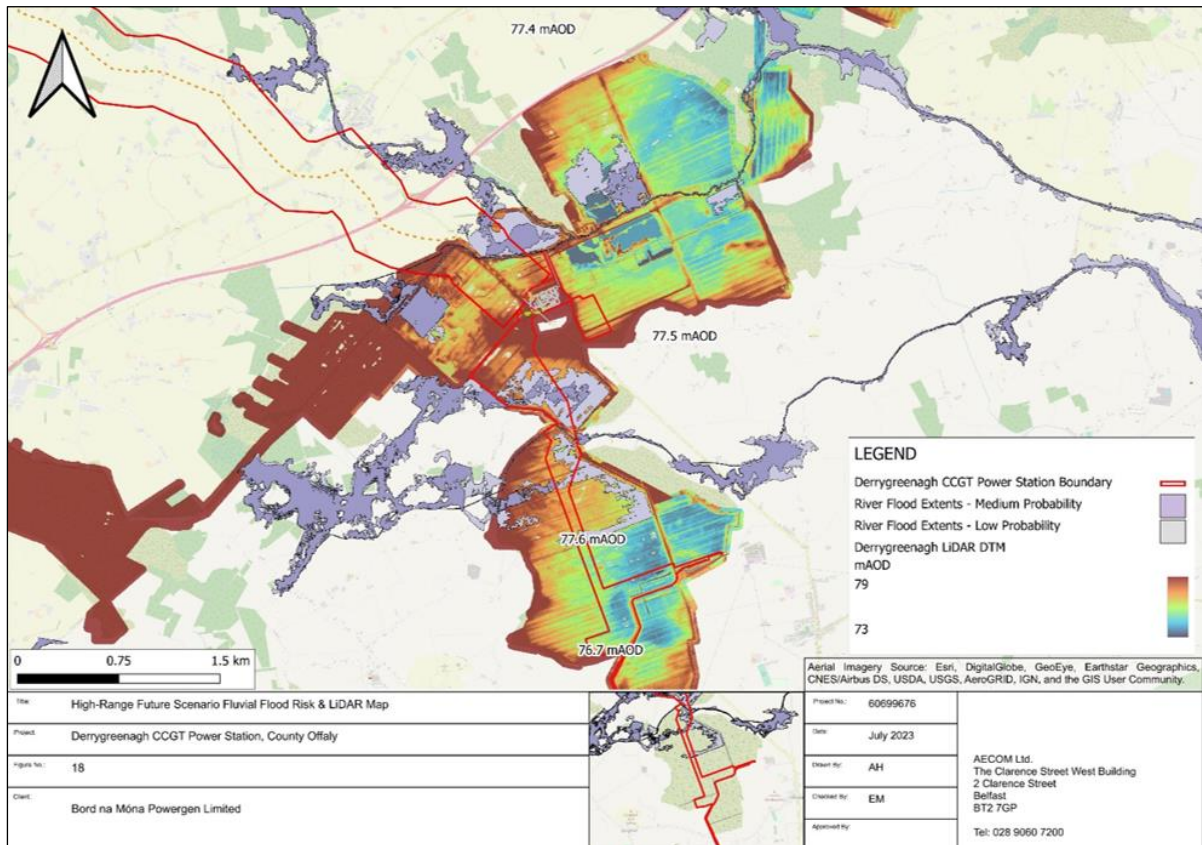 77.4 mAOD
77.5 mAOD
77.6 mAOD
76.7 mAOD
LEGEND
Derrygreenagh CCGT Power Station Boundary
River Flood Extents - Medium Probability
River Flood Extents - Low Probability
Derrygreenagh LiDAR DTM
mAOD
79
73
0 0.75 1.5 km
Aerial Imagery Source: Esri, DigitalGlobe, GeoEye, Earthstar Geographics,
CNES/Airbus DS, USDA, USGS, AeroGRID, IGN, and the GIS User Community.
Title: High-Range Future Scenario Fluvial Flood Risk & LiDAR Map
Project: Derrygreenagh CCGT Power Station, County Offaly
Figure No.: 18
Client: Bord na Móna Powergen Limited
Project No.: 60699676
Date: July 2023
Drawn By: AH
Checked By: EM
Approved By:
AECOM Ltd.
The Clarence Street West Building
2 Clarence Street
Belfast
BT2 7GP
Tel: 028 9060 7200